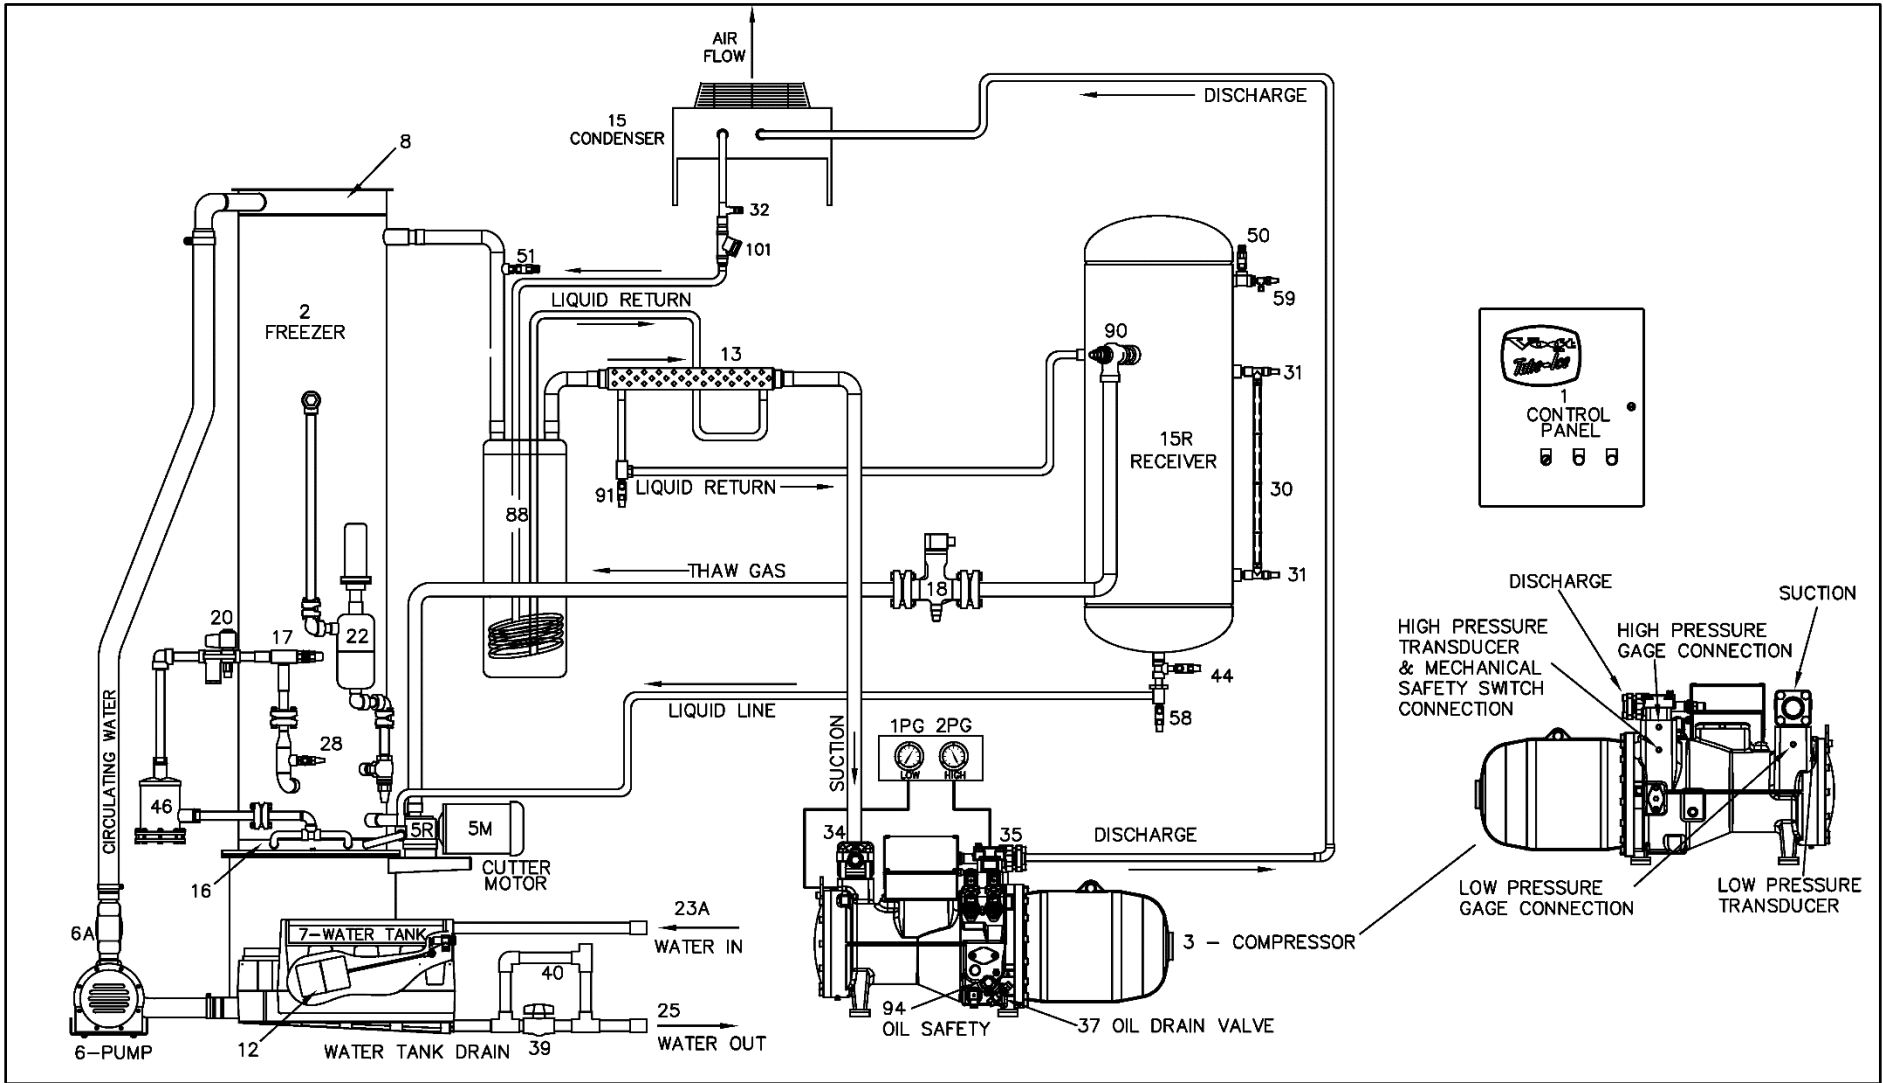 AIR
FLOW
15
CONDENSER
DISCHARGE
8
32
101
51
LIQUID RETURN
2
FREEZER
13
90
50
59
31
15R
RECEIVER
30
31
91
LIQUID RETURN
88
THAW GAS
18
20
17
22
28
44
58
LIQUID LINE
CIRCULATING WATER
46
16
5R
5M
CUTTER
MOTOR
SUCTION
1PG 2PG
LOW
HIGH
34
35
DISCHARGE
6A
6-PUMP
7-WATER TANK
12
WATER TANK DRAIN
39
40
23A
WATER IN
25
WATER OUT
94
OIL SAFETY
37 OIL DRAIN VALVE
3 - COMPRESSOR
Vogt
Tube-Ice
1
CONTROL
PANEL
DISCHARGE
SUCTION
HIGH PRESSURE
TRANSDUCER
& MECHANICAL
SAFETY SWITCH
CONNECTION
HIGH PRESSURE
GAGE CONNECTION
LOW PRESSURE
GAGE CONNECTION
LOW PRESSURE
TRANSDUCER